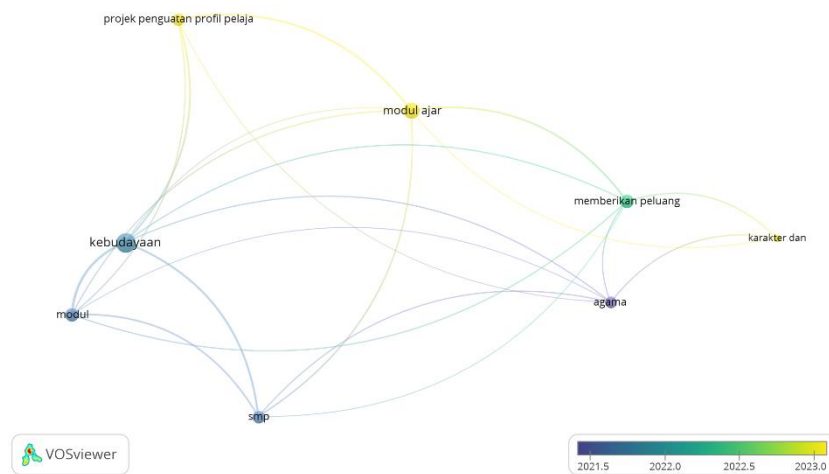 projek penguatan profil pelaja
modul ajar
memberikan peluang
karakter dan
kebudayaan
agama
modul
smp
VOSviewer
2021.5 2022.0 2022.5 2023.0